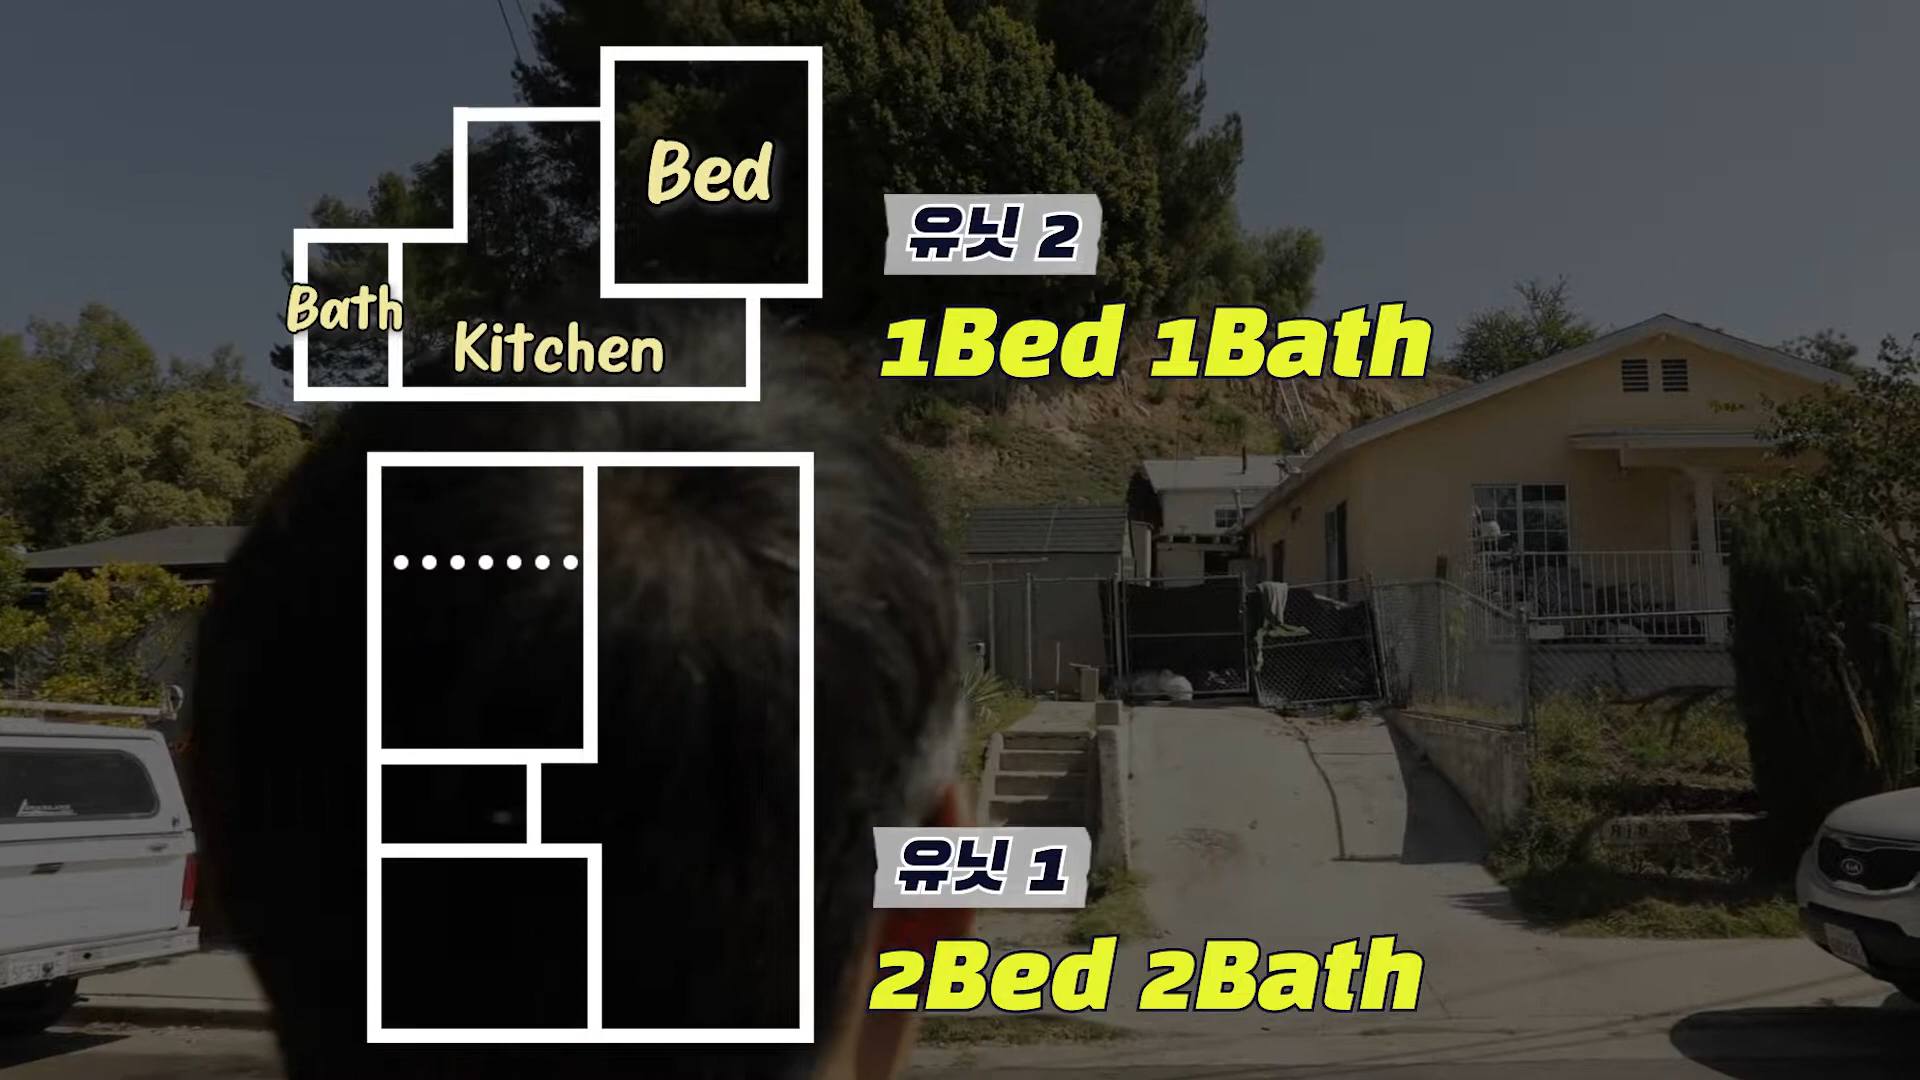 Bed
Bath
Kitchen
유닛 2
1Bed 1Bath
유닛 1
2Bed 2Bath